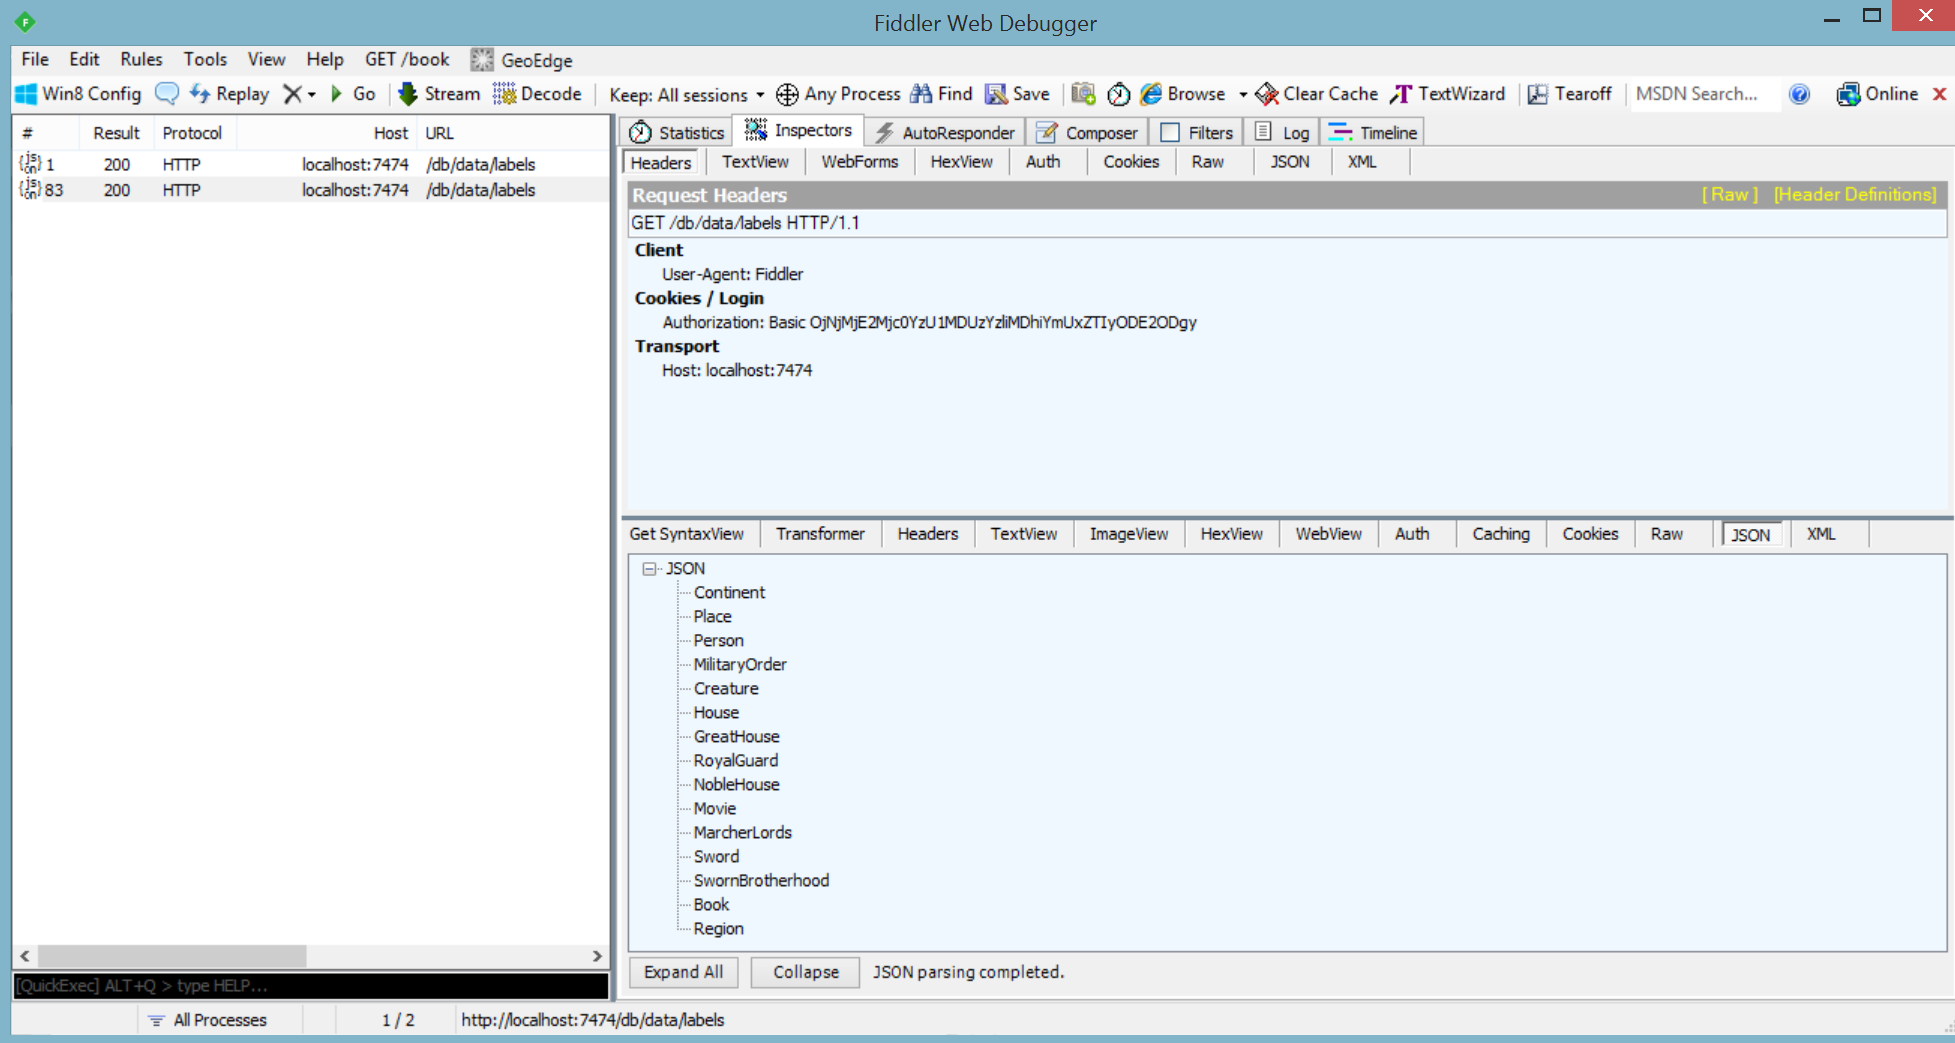 Fiddler Web Debugger
File Edit Rules Tools View Help GET /book GeoEdge
Win8 Config Replay Go Stream Decode Keep: All sessions Any Process Find Save Browse Clear Cache TextWizard Tearoff MSDN Search... Online
# Result Protocol Host URL
1 200 HTTP localhost:7474 /db/data/labels
83 200 HTTP localhost:7474 /db/data/labels
Statistics Inspectors AutoResponder Composer Filters Log Timeline
Headers TextView WebForms HexView Auth Cookies Raw JSON XML
Request Headers [ Raw ] [Header Definitions]
GET /db/data/labels HTTP/1.1
Client
User-Agent: Fiddler
Cookies / Login
Authorization: Basic OjNjMjE2Mjc0YzU1MDUzYzliMDhiYmUxZTIyODE2ODgy
Transport
Host: localhost:7474
Get SyntaxView Transformer Headers TextView ImageView HexView WebView Auth Caching Cookies Raw JSON XML
JSON
Continent
Place
Person
MilitaryOrder
Creature
House
GreatHouse
RoyalGuard
NobleHouse
Movie
MarcherLords
Sword
SwornBrotherhood
Book
Region
Expand All Collapse JSON parsing completed.
[QuickExec] ALT+Q > type HELP...
All Processes 1 / 2 http://localhost:7474/db/data/labels